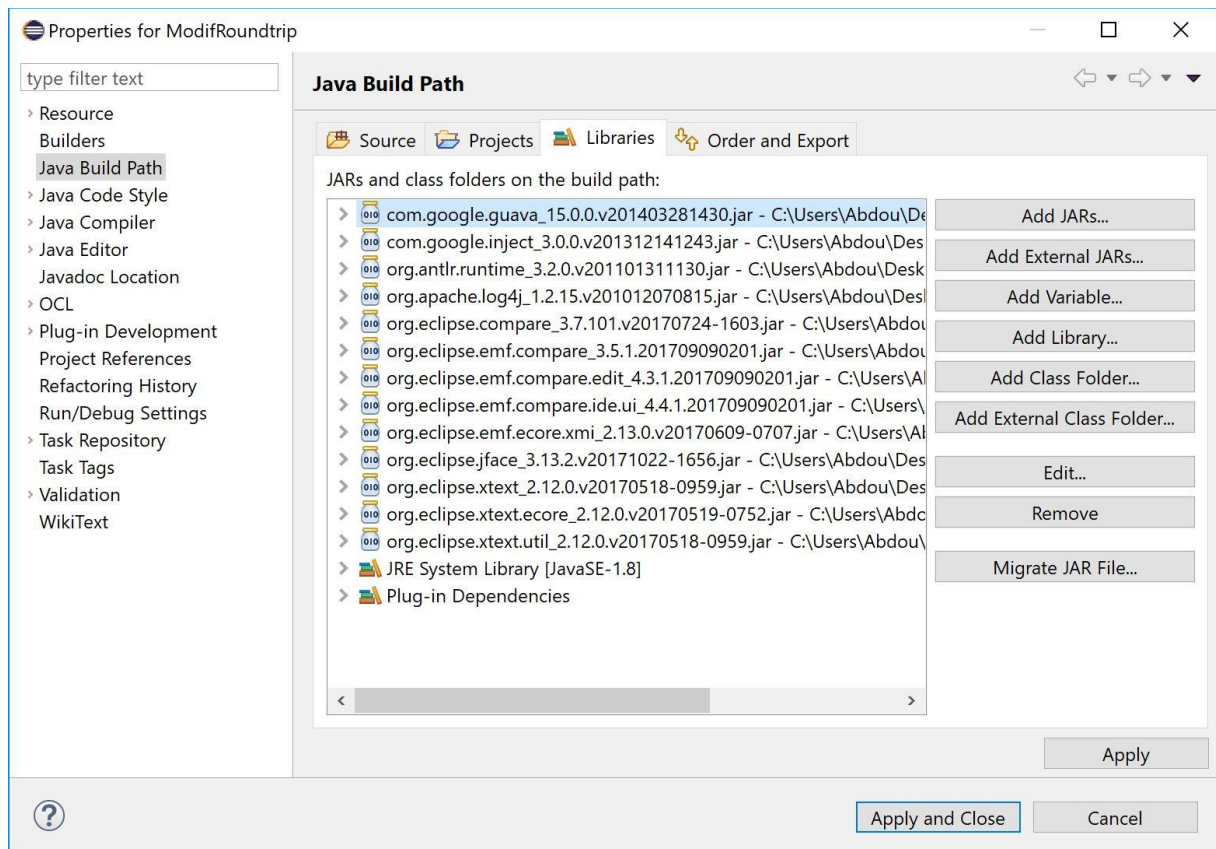 Properties for ModifRoundtrip
type filter text
Resource
Builders
Java Build Path
Java Code Style
Java Compiler
Java Editor
Javadoc Location
OCL
Plug-in Development
Project References
Refactoring History
Run/Debug Settings
Task Repository
Task Tags
Validation
WikiText
Java Build Path
Source Projects Libraries Order and Export
JARs and class folders on the build path:
com.google.guava_15.0.0.v201403281430.jar - C:\Users\Abdou\De
com.google.inject_3.0.0.v201312141243.jar - C:\Users\Abdou\Des
org.antlr.runtime_3.2.0.v201101311130.jar - C:\Users\Abdou\Desk
org.apache.log4j_1.2.15.v201012070815.jar - C:\Users\Abdou\Desl
org.eclipse.compare_3.7.101.v20170724-1603.jar - C:\Users\Abdou
org.eclipse.emf.compare_3.5.1.201709090201.jar - C:\Users\Abdou
org.eclipse.emf.compare.edit_4.3.1.201709090201.jar - C:\Users\Al
org.eclipse.emf.compare.ide.ui_4.4.1.201709090201.jar - C:\Users\
org.eclipse.emf.ecore.xmi_2.13.0.v20170609-0707.jar - C:\Users\Ab
org.eclipse.jface_3.13.2.v20171022-1656.jar - C:\Users\Abdou\Des
org.eclipse.xtext_2.12.0.v20170518-0959.jar - C:\Users\Abdou\Des
org.eclipse.xtext.ecore_2.12.0.v20170519-0752.jar - C:\Users\Abdo
org.eclipse.xtext.util_2.12.0.v20170518-0959.jar - C:\Users\Abdou\
JRE System Library [JavaSE-1.8]
Plug-in Dependencies
Add JARs...
Add External JARs...
Add Variable...
Add Library...
Add Class Folder...
Add External Class Folder...
Edit...
Remove
Migrate JAR File...
Apply
Apply and Close
Cancel